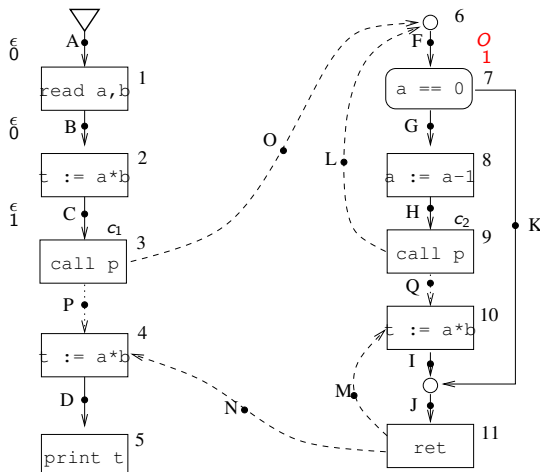 ϵ
0
A
1
read a,b
ϵ
0
B
2
t := a*b
ϵ
1
C
c₁
3
call p
P
4
t := a*b
D
5
print t
O
L
N
M
6
F
O
1
7
a == 0
G
8
a := a-1
H
c₂
9
call p
K
Q
10
t := a*b
I
J
ret
11